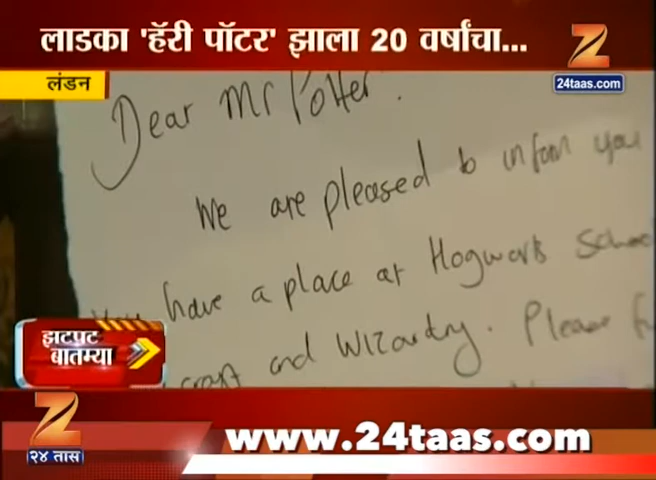 लाडका 'हॅरी पॉटर' झाला 20 वर्षांचा...
लंडन
24taas.com
Dear Mr Potter.
We are pleased to inform you
have a place at Hogwarts School
and Wizardry. Please
झटपट
बातम्या
२४ तास
www.24taas.com